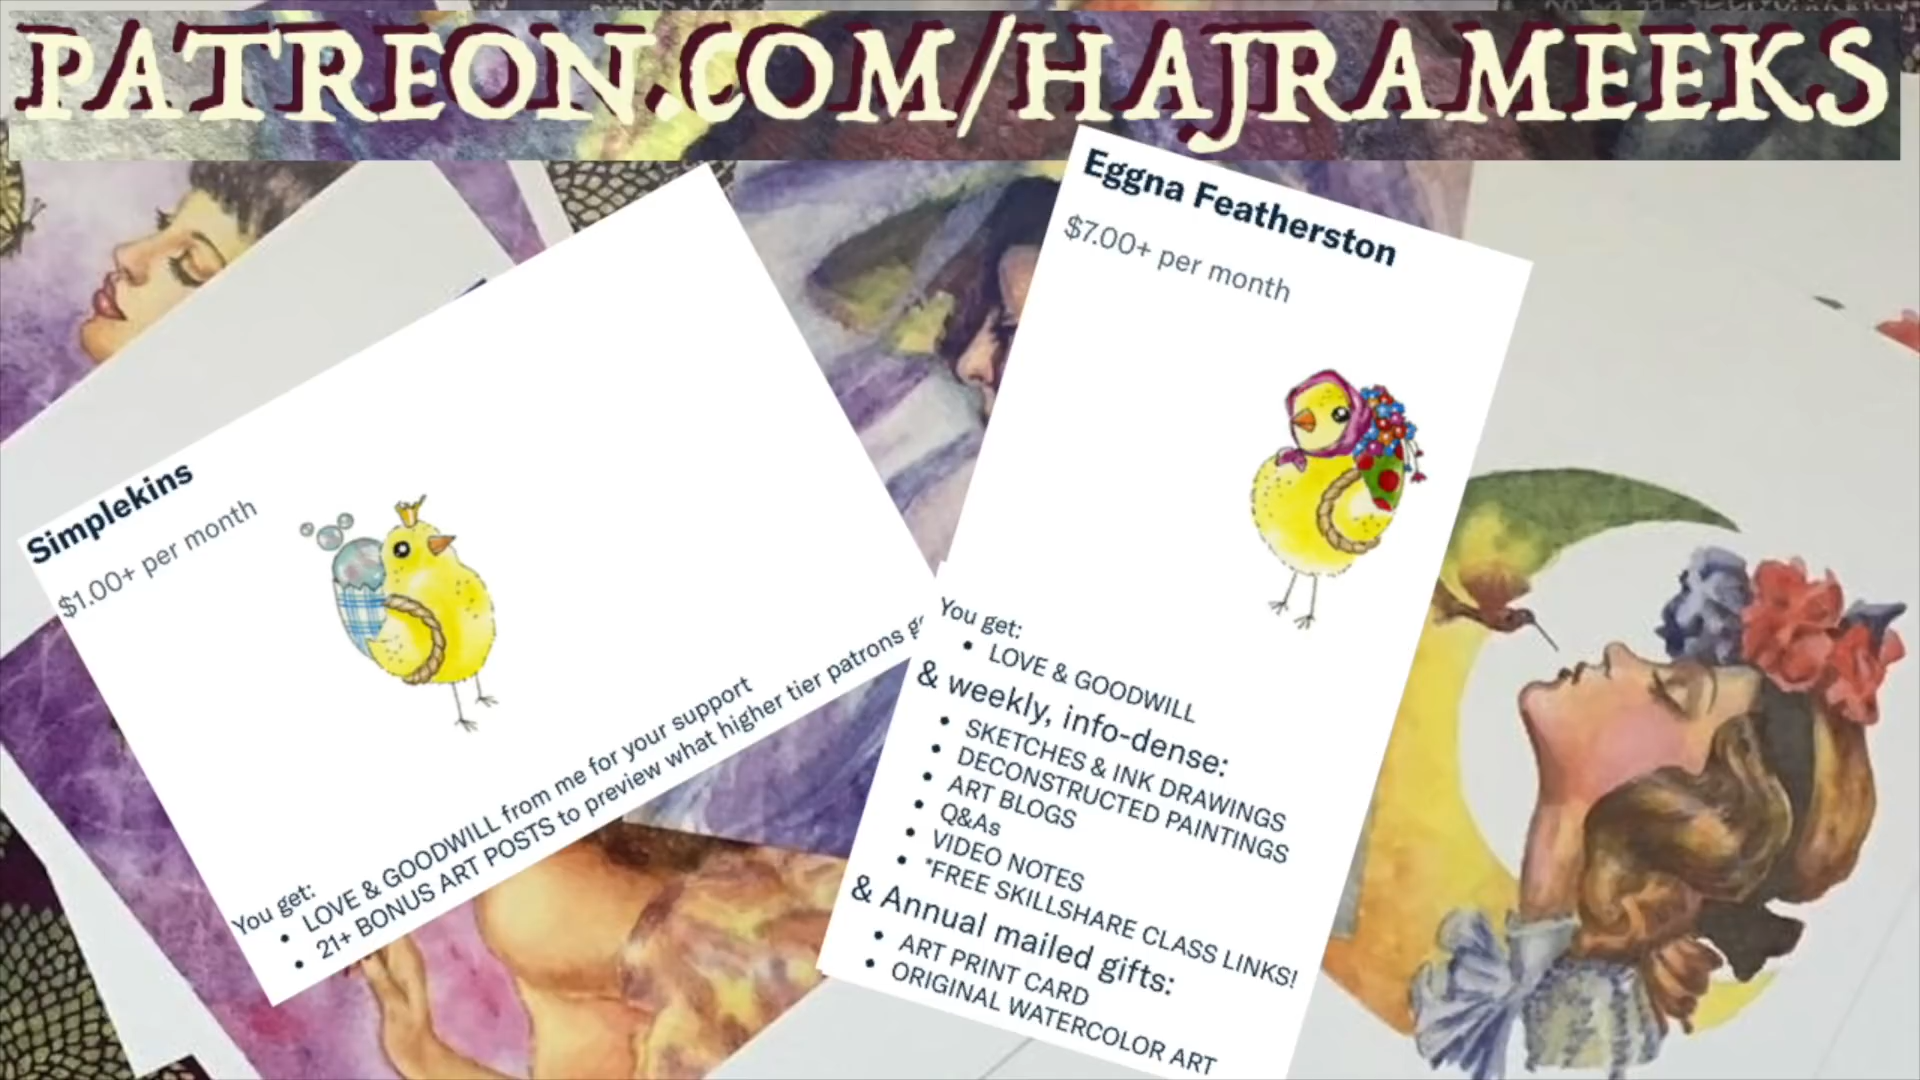 PATREON.COM/HAJRAMEEKS
Simplekins
$1.00+ per month
You get:
• LOVE & GOODWILL from me for your support
• 21+ BONUS ART POSTS to preview what higher tier patrons
Eggna Featherston
$7.00+ per month
You get:
• LOVE & GOODWILL
& weekly, info-dense:
• SKETCHES & INK DRAWINGS
• DECONSTRUCTED PAINTINGS
• ART BLOGS
• Q&As
• VIDEO NOTES
• *FREE SKILLSHARE CLASS LINKS!
& Annual mailed gifts:
• ART PRINT CARD
• ORIGINAL WATERCOLOR ART